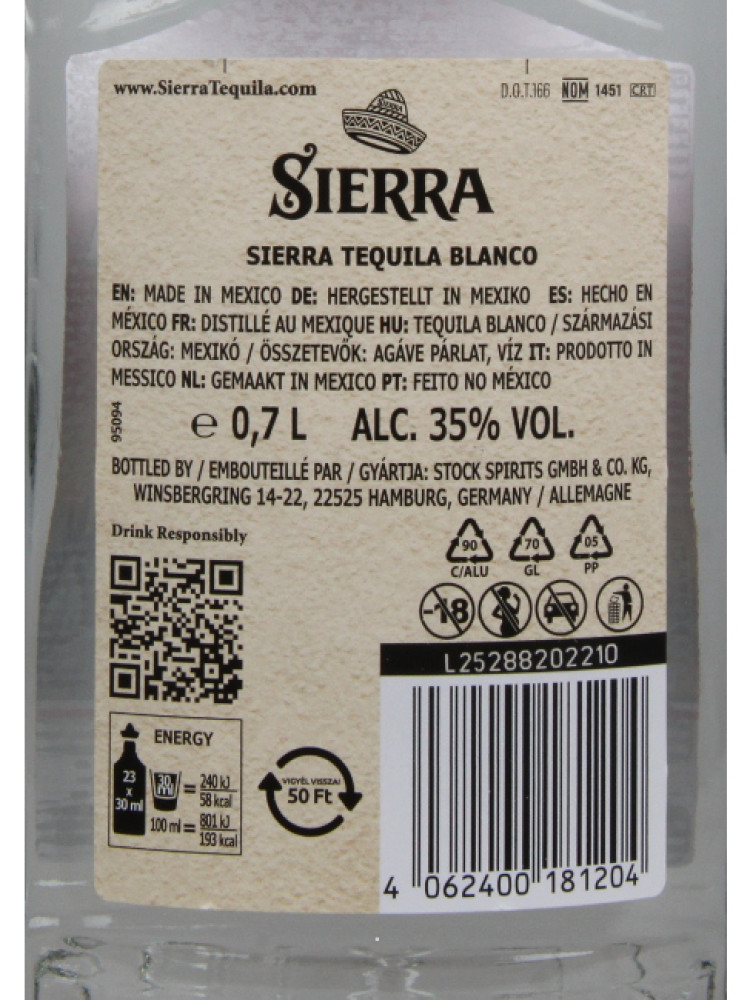 www.SierraTequila.com
D.O.T.166 NOM 1451 CRT
SIERRA
SIERRA
SIERRA TEQUILA BLANCO
EN: MADE IN MEXICO DE: HERGESTELLT IN MEXIKO ES: HECHO EN
MÉXICO FR: DISTILLÉ AU MEXIQUE HU: TEQUILA BLANCO / SZÁRMAZÁSI
ORSZÁG: MEXIKÓ / ÖSSZETEVŐK: AGÁVE PÁRLAT, VÍZ IT: PRODOTTO IN
MESSICO NL: GEMAAKT IN MEXICO PT: FEITO NO MÉXICO
95094
℮ 0,7 L ALC. 35% VOL.
BOTTLED BY / EMBOUTEILLÉ PAR / GYÁRTJA: STOCK SPIRITS GMBH & CO. KG,
WINSBERGRING 14-22, 22525 HAMBURG, GERMANY / ALLEMAGNE
Drink Responsibly
90 70 05
C/ALU GL PP
-18
L25288202210
ENERGY
23
x
30 ml
30 ml = 240 kJ
58 kcal
100 ml = 801 kJ
193 kcal
VIGYÉL VISSZA!
50 Ft
4 062400 181204